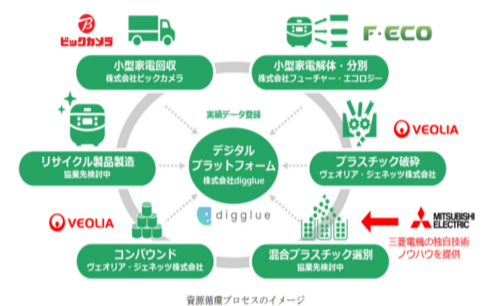 ビックカメラ
F・ECO
小型家電回収
株式会社ビックカメラ
小型家電解体・分別
株式会社フューチャー・エコロジー
実績データ登録
VEOLIA
リサイクル製品製造
協業先検討中
デジタル
プラットフォーム
株式会社digglue
プラスチック破砕
ヴェオリア・ジェネッツ株式会社
digglue
VEOLIA
MITSUBISHI
ELECTRIC
三菱電機の独自技術
ノウハウを提供
コンパウンド
ヴェオリア・ジェネッツ株式会社
混合プラスチック選別
協業先検討中
資源循環プロセスのイメージ